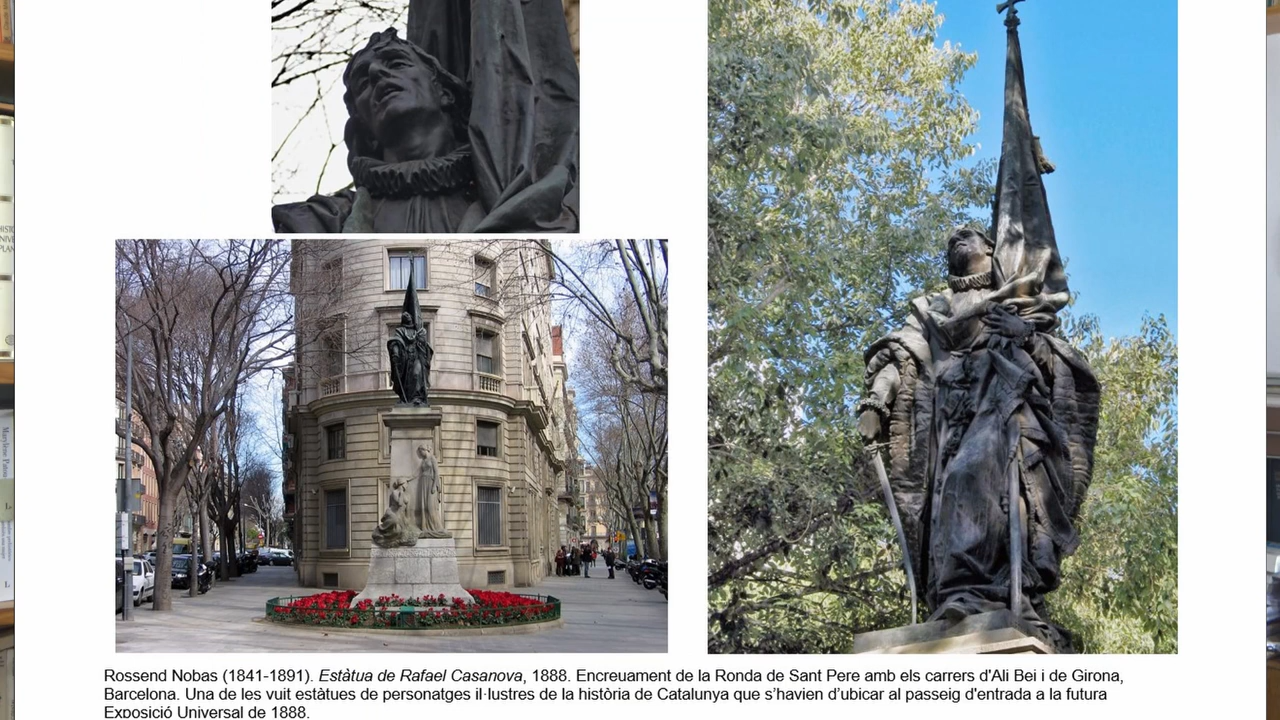 Rossend Nobas (1841-1891). Estàtua de Rafael Casanova, 1888. Encreuament de la Ronda de Sant Pere amb els carrers d'Ali Bei i de Girona,
Barcelona. Una de les vuit estàtues de personatges il·lustres de la història de Catalunya que s’havien d’ubicar al passeig d'entrada a la futura
Exposició Universal de 1888.
Marylène Patou
L
L